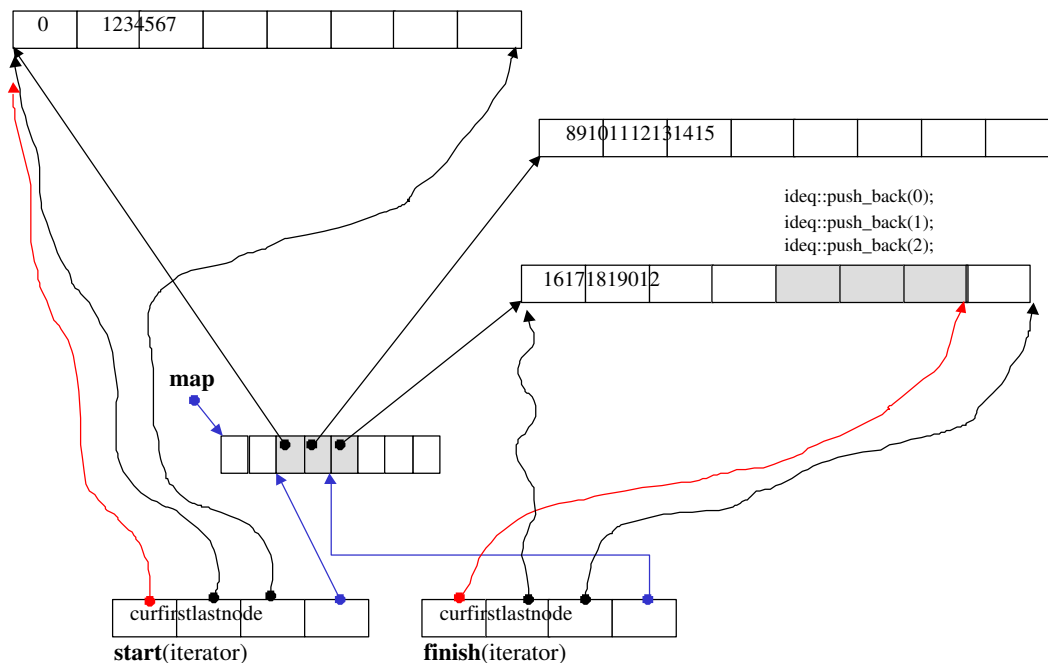 0 1234567
89101112131415
ideq::push_back(0);
ideq::push_back(1);
ideq::push_back(2);
16171819012
map
curfirstlastnode
curfirstlastnode
start(iterator)
finish(iterator)